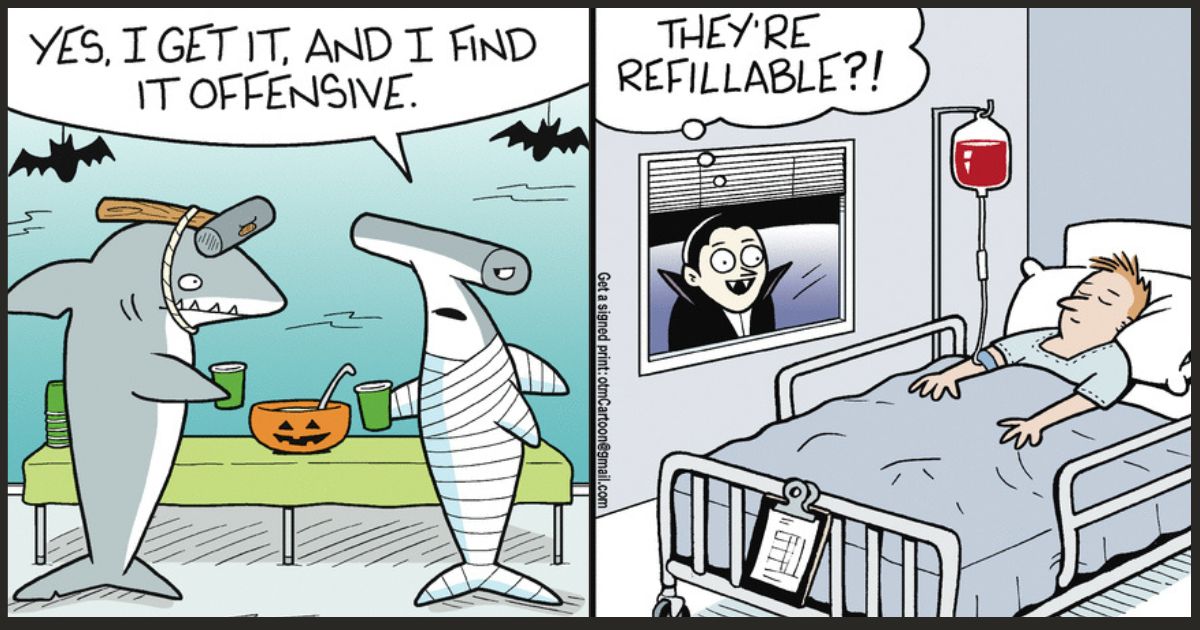 YES, I GET IT, AND I FIND
IT OFFENSIVE.
THEY'RE
REFILLABLE?!
Get a signed print: otmCartoon@gmail.com